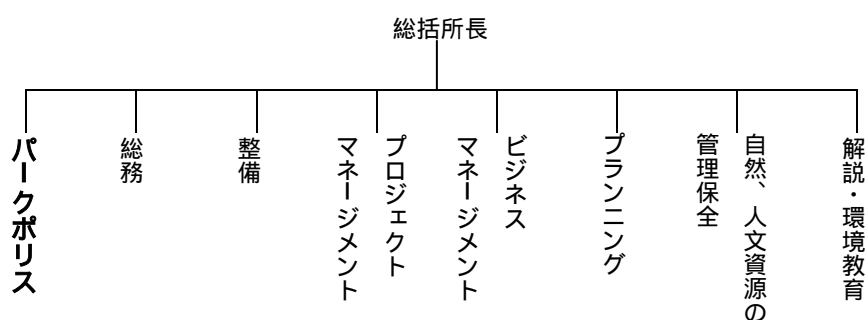 総括所長
パークポリス
総務
整備
プロジェクト
マネージメント
ビジネス
マネージメント
プランニング
自然、人文資源の
管理保全
解説・環境教育